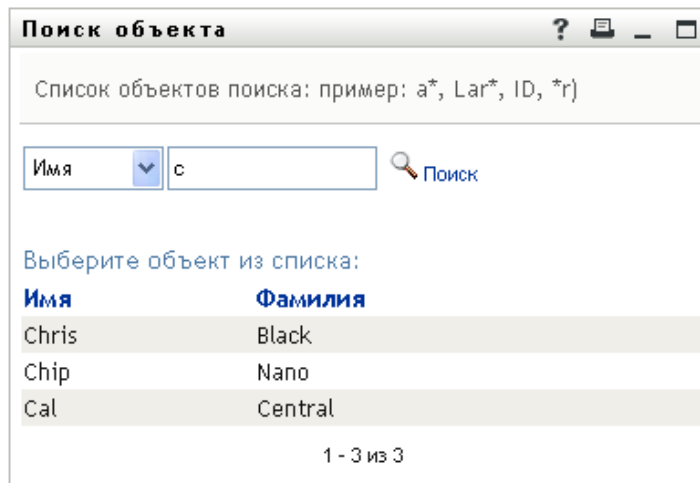 Поиск объекта ?
Список объектов поиска: пример: a*, Lar*, ID, *r)
Имя c Поиск
Выберите объект из списка:
Имя Фамилия
Chris Black
Chip Nano
Cal Central
1 - 3 из 3